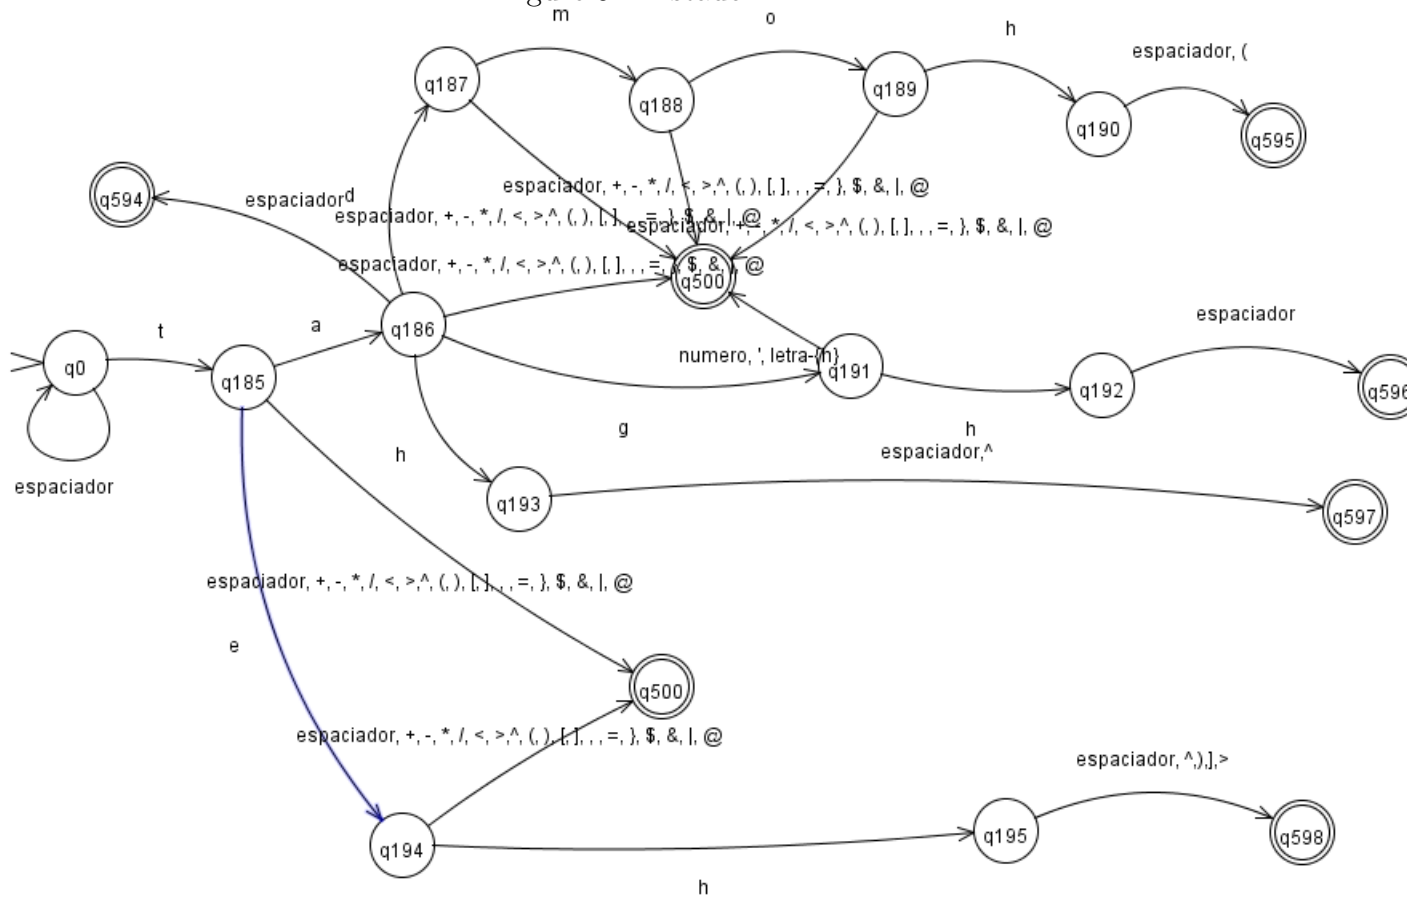 m
o
h
espaciador, (
q187
q188
q189
q190
q595
q594
espaciador
d
espaciador, +, -, *, /, <, >,^, (, ), [, ], , , =, }, $, &, |, @
espaciador, +, -, *, /, <, >,^, (, ), [, ], , , =, }, $, &, |, @
espaciador, +, -, *, /, <, >,^, (, ), [, ], , , =, }, $, &, |, @
espaciador, +, -, *, /, <, >,^, (, ), [, ], , , =, }, $, &, |, @
q500
q186
espaciador
t
a
numero, ', letra-{h}
q0
q185
q191
q192
q596
g
h
h
espaciador,^
espaciador
q193
q597
espaciador, +, -, *, /, <, >,^, (, ), [, ], , , =, }, $, &, |, @
e
q500
espaciador, +, -, *, /, <, >,^, (, ), [, ], , , =, }, $, &, |, @
espaciador, ^,),],>
q194
q195
q598
h